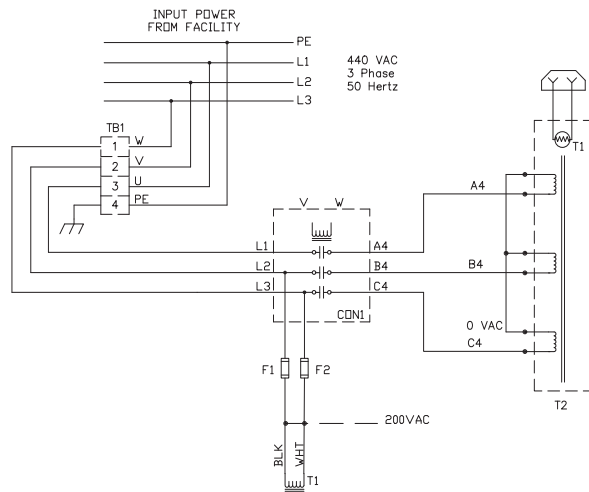 INPUT POWER
FROM FACILITY
PE
L1
L2
L3
440 VAC
3 Phase
50 Hertz
TB1
1 W
2 V
3 U
4 PE
V W
L1 A4
L2 B4
L3 C4
CON1
A4
B4
0 VAC
C4
T1
T2
F1 F2
200VAC
BLK WHT
T1